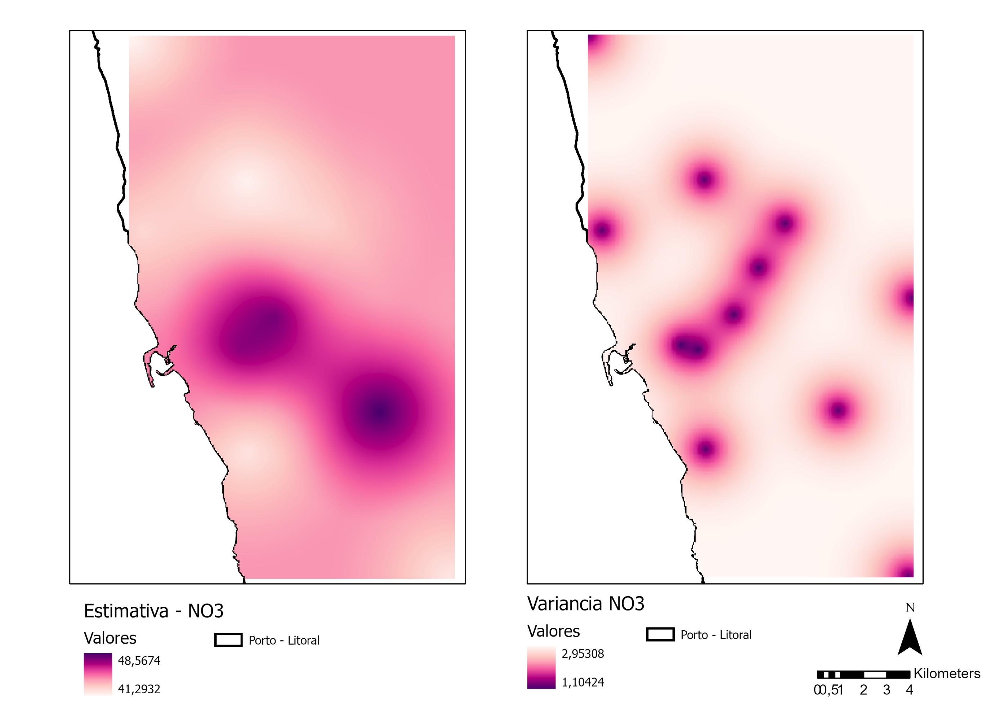 Estimativa - NO3
Valores
48,5674
41,2932
Porto - Litoral
Variancia NO3
Valores
2,95308
1,10424
Porto - Litoral
N
Kilometers
00,51 2 3 4